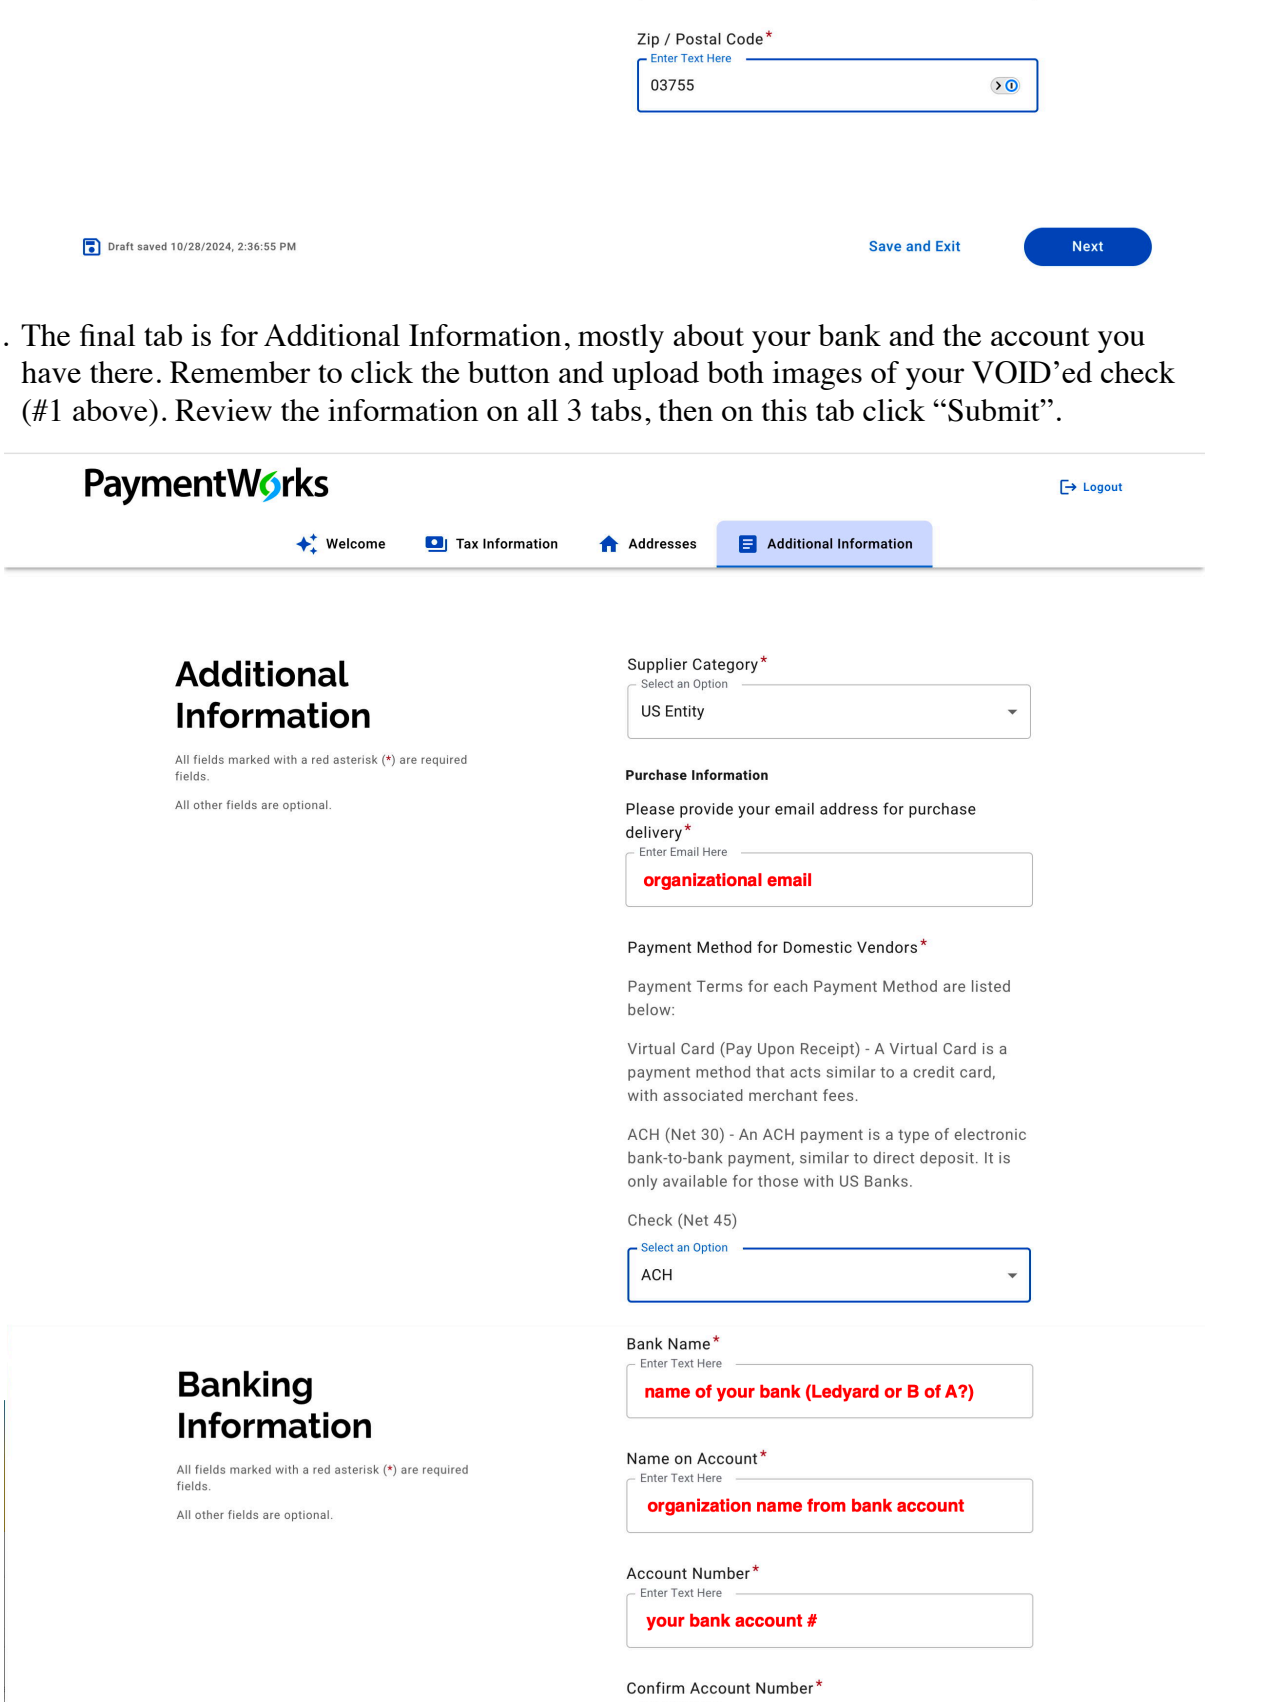 Zip / Postal Code*
Enter Text Here
03755
Draft saved 10/28/2024, 2:36:55 PM
Save and Exit
Next
. The final tab is for Additional Information, mostly about your bank and the account you
have there. Remember to click the button and upload both images of your VOID’ed check
(#1 above). Review the information on all 3 tabs, then on this tab click “Submit”.
PaymentWorks
Logout
Welcome
Tax Information
Addresses
Additional Information
Additional
Information
All fields marked with a red asterisk (*) are required
fields.
All other fields are optional.
Supplier Category*
Select an Option
US Entity
Purchase Information
Please provide your email address for purchase
delivery*
Enter Email Here
organizational email
Payment Method for Domestic Vendors*
Payment Terms for each Payment Method are listed
below:
Virtual Card (Pay Upon Receipt) - A Virtual Card is a
payment method that acts similar to a credit card,
with associated merchant fees.
ACH (Net 30) - An ACH payment is a type of electronic
bank-to-bank payment, similar to direct deposit. It is
only available for those with US Banks.
Check (Net 45)
Select an Option
ACH
Banking
Information
All fields marked with a red asterisk (*) are required
fields.
All other fields are optional.
Bank Name*
Enter Text Here
name of your bank (Ledyard or B of A?)
Name on Account*
Enter Text Here
organization name from bank account
Account Number*
Enter Text Here
your bank account #
Confirm Account Number*